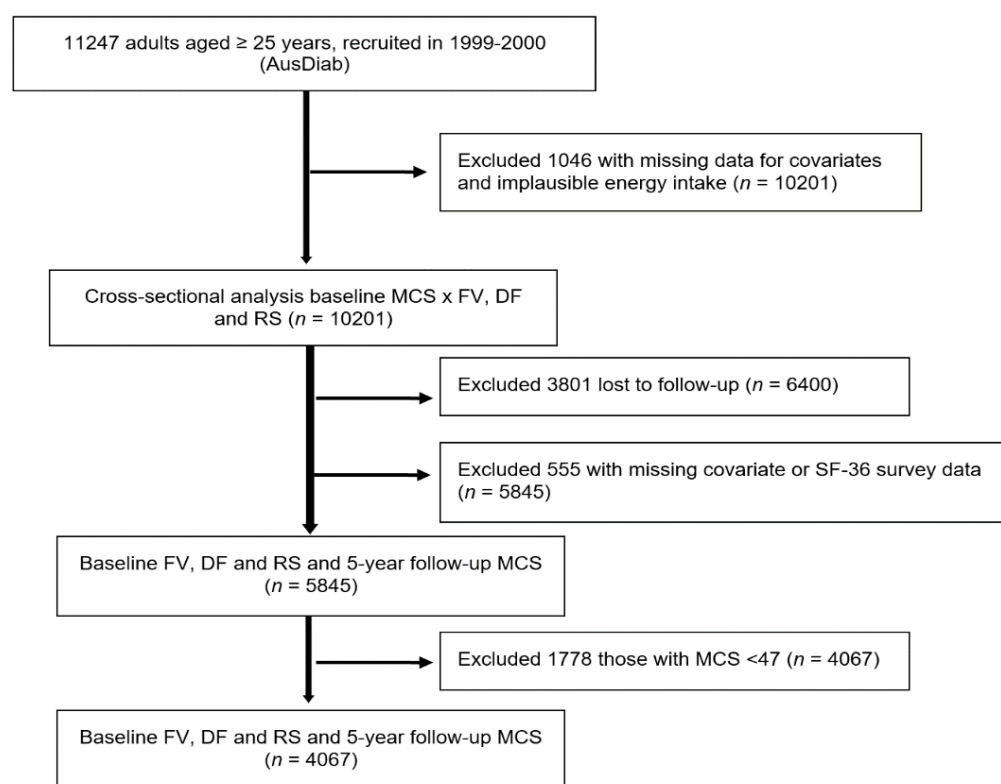 11247 adults aged ≥ 25 years, recruited in 1999-2000
(AusDiab)
Excluded 1046 with missing data for covariates
and implausible energy intake (n = 10201)
Cross-sectional analysis baseline MCS x FV, DF
and RS (n = 10201)
Excluded 3801 lost to follow-up (n = 6400)
Excluded 555 with missing covariate or SF-36 survey data
(n = 5845)
Baseline FV, DF and RS and 5-year follow-up MCS
(n = 5845)
Excluded 1778 those with MCS <47 (n = 4067)
Baseline FV, DF and RS and 5-year follow-up MCS
(n = 4067)